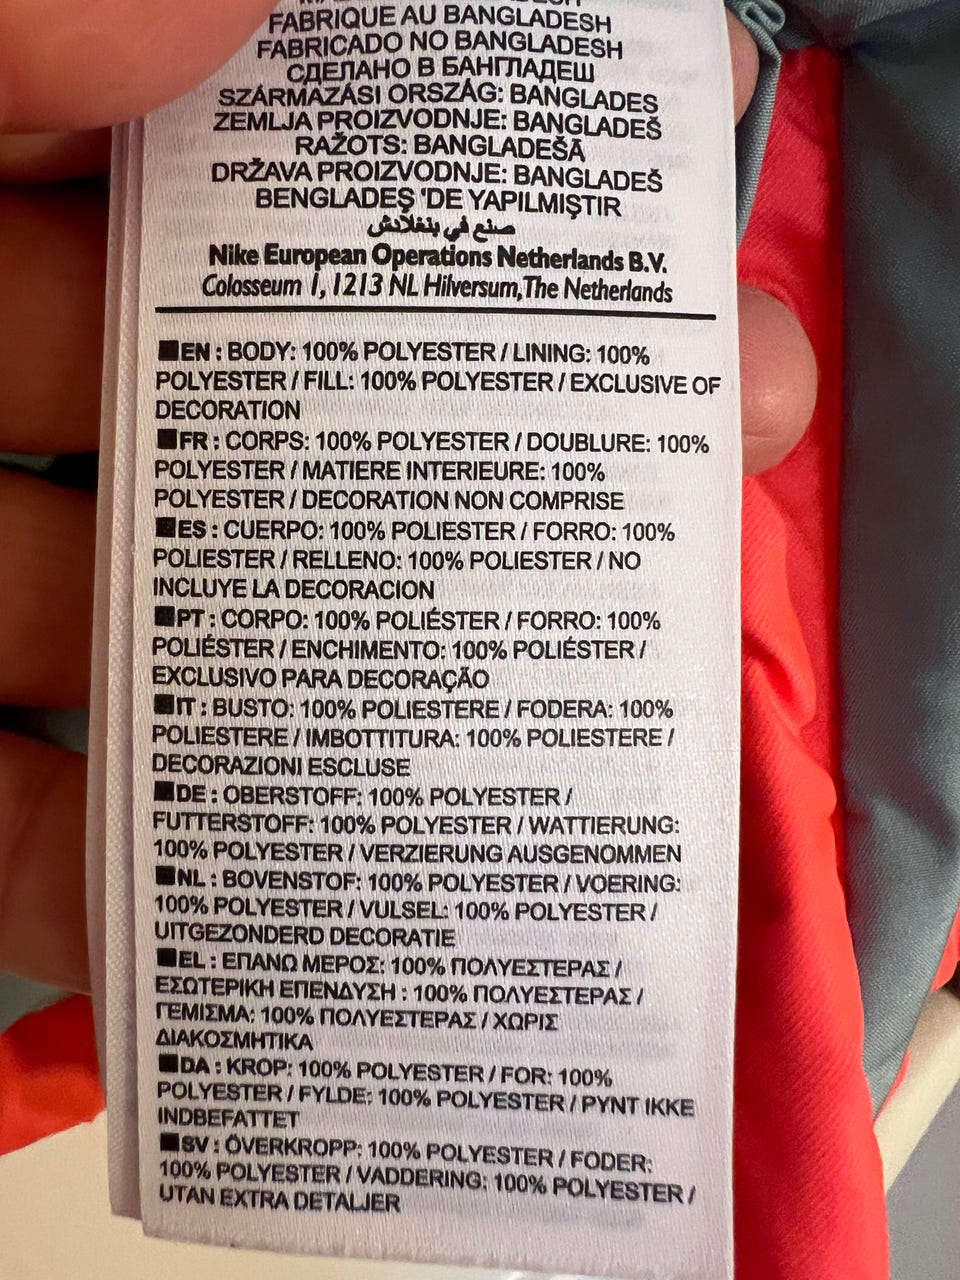 FABRIQUE AU BANGLADESH
FABRICADO NO BANGLADESH
СДЕЛАНО В БАНГЛАДЕШ
SZÁRMAZÁSI ORSZÁG: BANGLADES
ZEMLJA PROIZVODNJE: BANGLADEŠ
RAŽOTS: BANGLADEŠĀ
DRŽAVA PROIZVODNJE: BANGLADEŠ
BENGLADEŞ 'DE YAPILMIŞTIR
صنع في بنغلادش
Nike European Operations Netherlands B.V.
Colosseum 1, 1213 NL Hilversum, The Netherlands
■EN : BODY: 100% POLYESTER / LINING: 100%
POLYESTER / FILL: 100% POLYESTER / EXCLUSIVE OF
DECORATION
■FR : CORPS: 100% POLYESTER / DOUBLURE: 100%
POLYESTER / MATIERE INTERIEURE: 100%
POLYESTER / DECORATION NON COMPRISE
■ES : CUERPO: 100% POLIESTER / FORRO: 100%
POLIESTER / RELLENO: 100% POLIESTER / NO
INCLUYE LA DECORACION
■PT : CORPO: 100% POLIÉSTER / FORRO: 100%
POLIÉSTER / ENCHIMENTO: 100% POLIÉSTER /
EXCLUSIVO PARA DECORAÇÃO
■IT : BUSTO: 100% POLIESTERE / FODERA: 100%
POLIESTERE / IMBOTTITURA: 100% POLIESTERE /
DECORAZIONI ESCLUSE
■DE : OBERSTOFF: 100% POLYESTER /
FUTTERSTOFF: 100% POLYESTER / WATTIERUNG:
100% POLYESTER / VERZIERUNG AUSGENOMMEN
■NL : BOVENSTOF: 100% POLYESTER / VOERING:
100% POLYESTER / VULSEL: 100% POLYESTER /
UITGEZONDERD DECORATIE
■EL : ΕΠΑΝΩ ΜΕΡΟΣ: 100% ΠΟΛΥΕΣΤΕΡΑΣ /
ΕΣΩΤΕΡΙΚΗ ΕΠΕΝΔΥΣΗ : 100% ΠΟΛΥΕΣΤΕΡΑΣ /
ΓΕΜΙΣΜΑ: 100% ΠΟΛΥΕΣΤΕΡΑΣ / ΧΩΡΙΣ
ΔΙΑΚΟΣΜΗΤΙΚΑ
■DA : KROP: 100% POLYESTER / FOR: 100%
POLYESTER / FYLDE: 100% POLYESTER / PYNT IKKE
INDBEFATTET
■SV : ÖVERKROPP: 100% POLYESTER / FODER:
100% POLYESTER / VADDERING: 100% POLYESTER /
UTAN EXTRA DETALJER